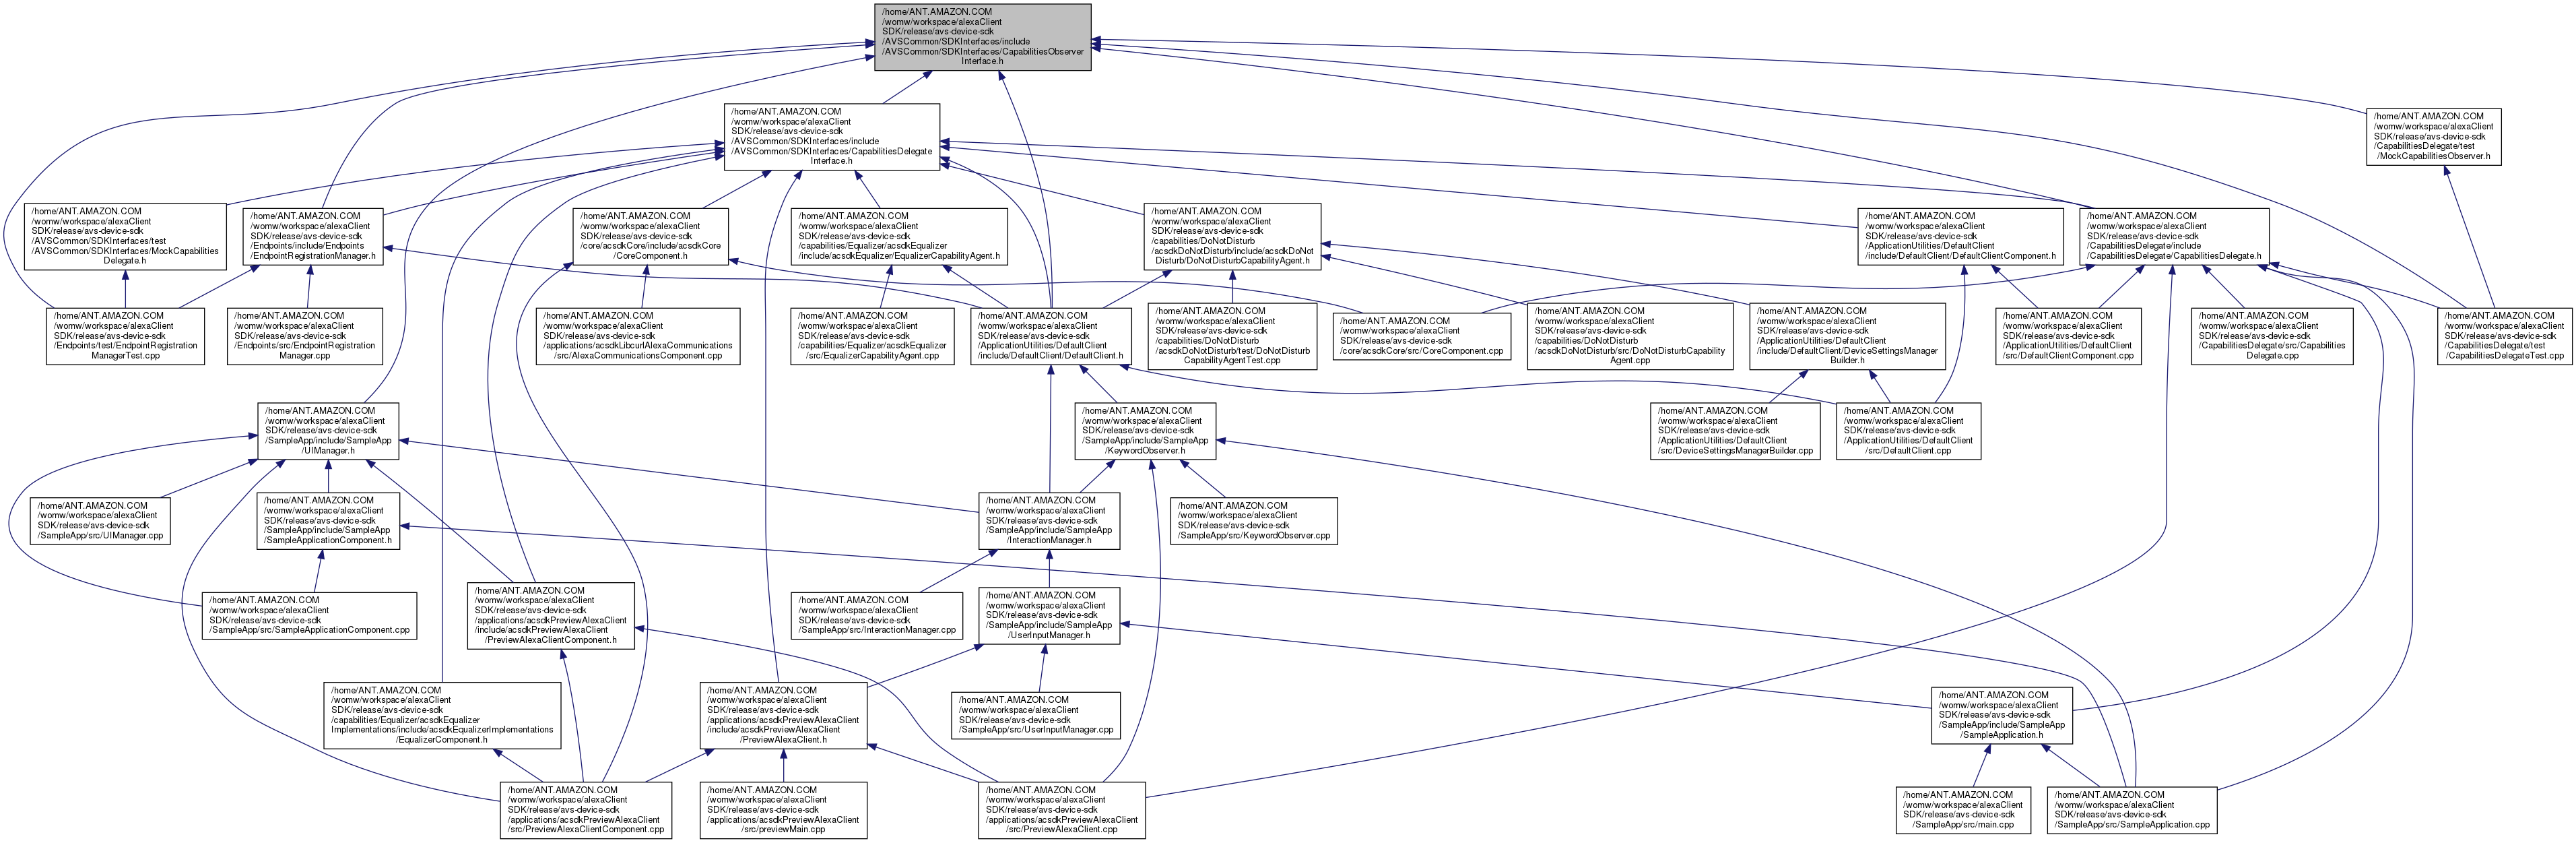 /home/ANT.AMAZON.COM
/womw/workspace/alexaClient
SDK/release/avs-device-sdk
/AVSCommon/SDKInterfaces/include
/AVSCommon/SDKInterfaces/CapabilitiesObserver
Interface.h
/home/ANT.AMAZON.COM
/womw/workspace/alexaClient
SDK/release/avs-device-sdk
/AVSCommon/SDKInterfaces/include
/AVSCommon/SDKInterfaces/CapabilitiesDelegate
Interface.h
/home/ANT.AMAZON.COM
/womw/workspace/alexaClient
SDK/release/avs-device-sdk
/CapabilitiesDelegate/test
/MockCapabilitiesObserver.h
/home/ANT.AMAZON.COM
/womw/workspace/alexaClient
SDK/release/avs-device-sdk
/AVSCommon/SDKInterfaces/test
/AVSCommon/SDKInterfaces/MockCapabilities
Delegate.h
/home/ANT.AMAZON.COM
/womw/workspace/alexaClient
SDK/release/avs-device-sdk
/Endpoints/include/Endpoints
/EndpointRegistrationManager.h
/home/ANT.AMAZON.COM
/womw/workspace/alexaClient
SDK/release/avs-device-sdk
/core/acsdkCore/include/acsdkCore
/CoreComponent.h
/home/ANT.AMAZON.COM
/womw/workspace/alexaClient
SDK/release/avs-device-sdk
/capabilities/Equalizer/acsdkEqualizer
/include/acsdkEqualizer/EqualizerCapabilityAgent.h
/home/ANT.AMAZON.COM
/womw/workspace/alexaClient
SDK/release/avs-device-sdk
/capabilities/DoNotDisturb
/acsdkDoNotDisturb/include/acsdkDoNot
Disturb/DoNotDisturbCapabilityAgent.h
/home/ANT.AMAZON.COM
/womw/workspace/alexaClient
SDK/release/avs-device-sdk
/ApplicationUtilities/DefaultClient
/include/DefaultClient/DefaultClientComponent.h
/home/ANT.AMAZON.COM
/womw/workspace/alexaClient
SDK/release/avs-device-sdk
/CapabilitiesDelegate/include
/CapabilitiesDelegate/CapabilitiesDelegate.h
/home/ANT.AMAZON.COM
/womw/workspace/alexaClient
SDK/release/avs-device-sdk
/Endpoints/test/EndpointRegistration
ManagerTest.cpp
/home/ANT.AMAZON.COM
/womw/workspace/alexaClient
SDK/release/avs-device-sdk
/Endpoints/src/EndpointRegistration
Manager.cpp
/home/ANT.AMAZON.COM
/womw/workspace/alexaClient
SDK/release/avs-device-sdk
/applications/acsdkLibcurlAlexaCommunications
/src/AlexaCommunicationsComponent.cpp
/home/ANT.AMAZON.COM
/womw/workspace/alexaClient
SDK/release/avs-device-sdk
/capabilities/Equalizer/acsdkEqualizer
/src/EqualizerCapabilityAgent.cpp
/home/ANT.AMAZON.COM
/womw/workspace/alexaClient
SDK/release/avs-device-sdk
/ApplicationUtilities/DefaultClient
/include/DefaultClient/DefaultClient.h
/home/ANT.AMAZON.COM
/womw/workspace/alexaClient
SDK/release/avs-device-sdk
/capabilities/DoNotDisturb
/acsdkDoNotDisturb/test/DoNotDisturb
CapabilityAgentTest.cpp
/home/ANT.AMAZON.COM
/womw/workspace/alexaClient
SDK/release/avs-device-sdk
/core/acsdkCore/src/CoreComponent.cpp
/home/ANT.AMAZON.COM
/womw/workspace/alexaClient
SDK/release/avs-device-sdk
/capabilities/DoNotDisturb
/acsdkDoNotDisturb/src/DoNotDisturbCapability
Agent.cpp
/home/ANT.AMAZON.COM
/womw/workspace/alexaClient
SDK/release/avs-device-sdk
/ApplicationUtilities/DefaultClient
/include/DefaultClient/DeviceSettingsManager
Builder.h
/home/ANT.AMAZON.COM
/womw/workspace/alexaClient
SDK/release/avs-device-sdk
/ApplicationUtilities/DefaultClient
/src/DefaultClientComponent.cpp
/home/ANT.AMAZON.COM
/womw/workspace/alexaClient
SDK/release/avs-device-sdk
/CapabilitiesDelegate/src/Capabilities
Delegate.cpp
/home/ANT.AMAZON.COM
/womw/workspace/alexaClient
SDK/release/avs-device-sdk
/CapabilitiesDelegate/test
/CapabilitiesDelegateTest.cpp
/home/ANT.AMAZON.COM
/womw/workspace/alexaClient
SDK/release/avs-device-sdk
/SampleApp/include/SampleApp
/UIManager.h
/home/ANT.AMAZON.COM
/womw/workspace/alexaClient
SDK/release/avs-device-sdk
/SampleApp/include/SampleApp
/KeywordObserver.h
/home/ANT.AMAZON.COM
/womw/workspace/alexaClient
SDK/release/avs-device-sdk
/ApplicationUtilities/DefaultClient
/src/DeviceSettingsManagerBuilder.cpp
/home/ANT.AMAZON.COM
/womw/workspace/alexaClient
SDK/release/avs-device-sdk
/ApplicationUtilities/DefaultClient
/src/DefaultClient.cpp
/home/ANT.AMAZON.COM
/womw/workspace/alexaClient
SDK/release/avs-device-sdk
/SampleApp/src/UIManager.cpp
/home/ANT.AMAZON.COM
/womw/workspace/alexaClient
SDK/release/avs-device-sdk
/SampleApp/include/SampleApp
/SampleApplicationComponent.h
/home/ANT.AMAZON.COM
/womw/workspace/alexaClient
SDK/release/avs-device-sdk
/SampleApp/include/SampleApp
/InteractionManager.h
/home/ANT.AMAZON.COM
/womw/workspace/alexaClient
SDK/release/avs-device-sdk
/SampleApp/src/KeywordObserver.cpp
/home/ANT.AMAZON.COM
/womw/workspace/alexaClient
SDK/release/avs-device-sdk
/SampleApp/src/SampleApplicationComponent.cpp
/home/ANT.AMAZON.COM
/womw/workspace/alexaClient
SDK/release/avs-device-sdk
/applications/acsdkPreviewAlexaClient
/include/acsdkPreviewAlexaClient
/PreviewAlexaClientComponent.h
/home/ANT.AMAZON.COM
/womw/workspace/alexaClient
SDK/release/avs-device-sdk
/SampleApp/src/InteractionManager.cpp
/home/ANT.AMAZON.COM
/womw/workspace/alexaClient
SDK/release/avs-device-sdk
/SampleApp/include/SampleApp
/UserInputManager.h
/home/ANT.AMAZON.COM
/womw/workspace/alexaClient
SDK/release/avs-device-sdk
/capabilities/Equalizer/acsdkEqualizer
Implementations/include/acsdkEqualizerImplementations
/EqualizerComponent.h
/home/ANT.AMAZON.COM
/womw/workspace/alexaClient
SDK/release/avs-device-sdk
/applications/acsdkPreviewAlexaClient
/include/acsdkPreviewAlexaClient
/PreviewAlexaClient.h
/home/ANT.AMAZON.COM
/womw/workspace/alexaClient
SDK/release/avs-device-sdk
/SampleApp/src/UserInputManager.cpp
/home/ANT.AMAZON.COM
/womw/workspace/alexaClient
SDK/release/avs-device-sdk
/SampleApp/include/SampleApp
/SampleApplication.h
/home/ANT.AMAZON.COM
/womw/workspace/alexaClient
SDK/release/avs-device-sdk
/applications/acsdkPreviewAlexaClient
/src/PreviewAlexaClientComponent.cpp
/home/ANT.AMAZON.COM
/womw/workspace/alexaClient
SDK/release/avs-device-sdk
/applications/acsdkPreviewAlexaClient
/src/previewMain.cpp
/home/ANT.AMAZON.COM
/womw/workspace/alexaClient
SDK/release/avs-device-sdk
/applications/acsdkPreviewAlexaClient
/src/PreviewAlexaClient.cpp
/home/ANT.AMAZON.COM
/womw/workspace/alexaClient
SDK/release/avs-device-sdk
/SampleApp/src/main.cpp
/home/ANT.AMAZON.COM
/womw/workspace/alexaClient
SDK/release/avs-device-sdk
/SampleApp/src/SampleApplication.cpp